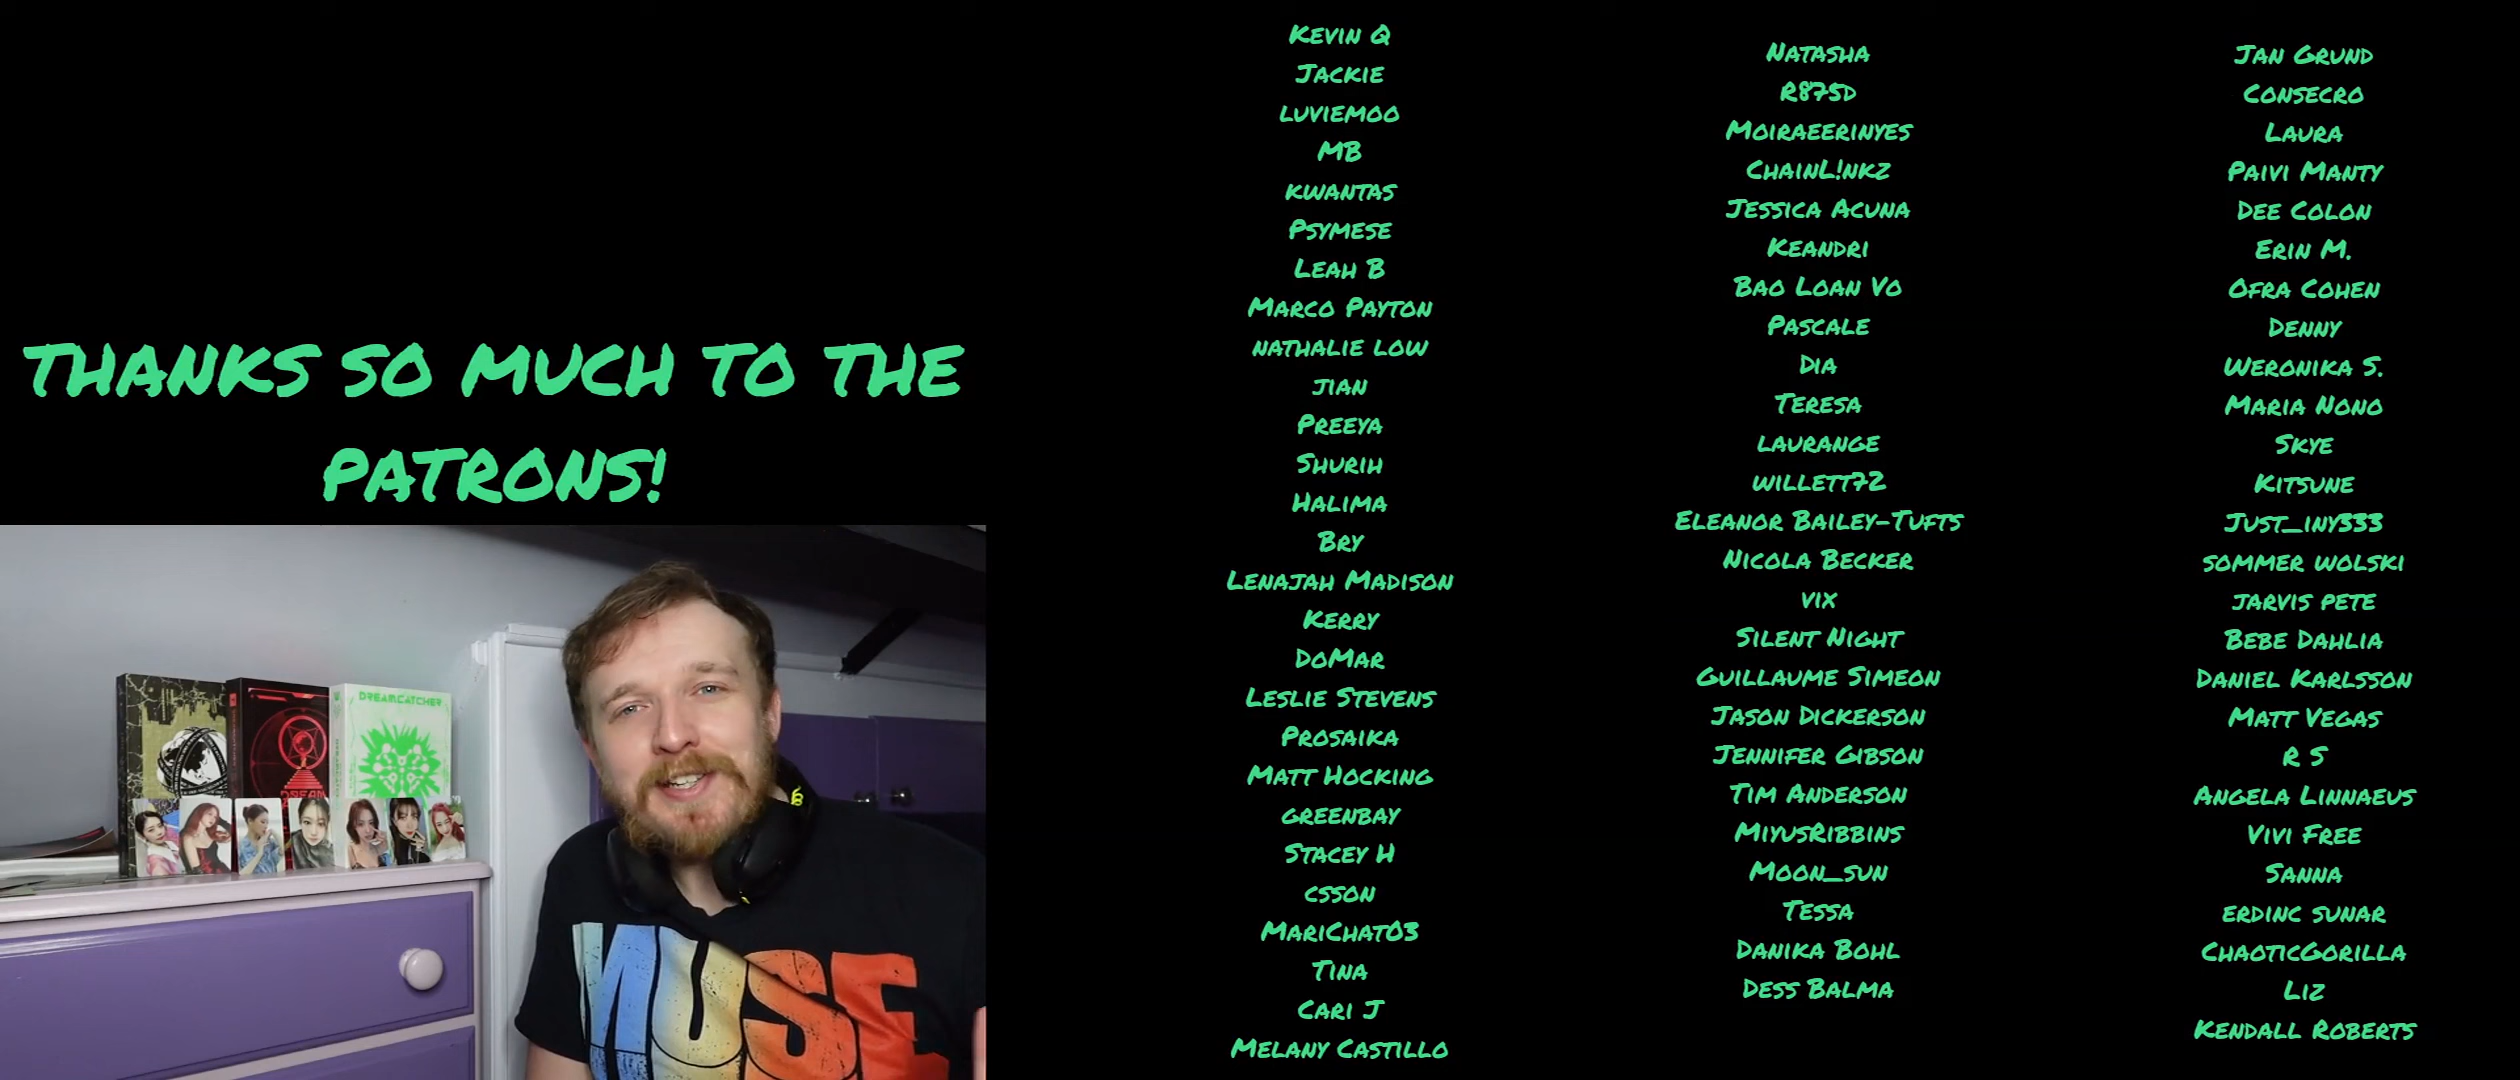 THANKS SO MUCH TO THE
PATRONS!
DREAMCATCHER
DREAM
MUSE
Kevin Q
Jackie
luviemoo
MB
kwantas
Psymese
Leah B
Marco Payton
nathalie low
jian
Preeya
Shurih
Halima
Bry
Lenajah Madison
Kerry
DoMar
Leslie Stevens
Prosaika
Matt Hocking
greenbay
Stacey H
csson
MariChat03
Tina
Cari J
Melany Castillo
Natasha
R875D
Moiraeerinyes
ChainL!nkz
Jessica Acuna
Keandri
Bao Loan Vo
Pascale
Dia
Teresa
laurange
willett72
Eleanor Bailey-Tufts
Nicola Becker
vix
Silent Night
Guillaume Simeon
Jason Dickerson
Jennifer Gibson
Tim Anderson
MiyusRibbins
Moon_sun
Tessa
Danika Bohl
Dess Balma
Jan Grund
Consecro
Laura
Paivi Manty
Dee Colon
Erin M.
Ofra Cohen
Denny
Weronika S.
Maria Nono
Skye
Kitsune
Just_iny333
sommer wolski
jarvis pete
Bebe Dahlia
Daniel Karlsson
Matt Vegas
R S
Angela Linnaeus
Vivi Free
Sanna
erdinc sunar
ChaoticGorilla
Liz
Kendall Roberts